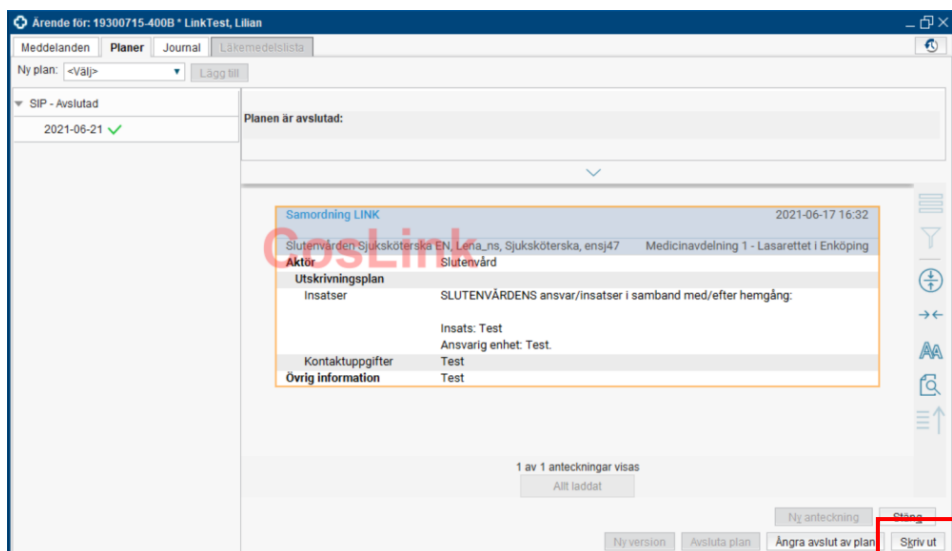 Ärende för: 19300715-400B * LinkTest, Lilian
Meddelanden Planer Journal Läkemedelslista
Ny plan: <Välj> Lägg till
SIP - Avslutad
2021-06-21
Planen är avslutad:
Samordning LINK 2021-06-17 16:32
CosLink
Slutenvården Sjuksköterska EN, Lena_ns, Sjuksköterska, ensj47 Medicinavdelning 1 - Lasarettet i Enköping
Aktör Slutenvård
Utskrivningsplan
Insatser SLUTENVÅRDENS ansvar/insatser i samband med/efter hemgång:
Insats: Test
Ansvarig enhet: Test.
Kontaktuppgifter Test
Övrig information Test
AA
1 av 1 anteckningar visas
Allt laddat
Ny anteckning Stäng
Ny version Avsluta plan Ångra avslut av plan Skriv ut